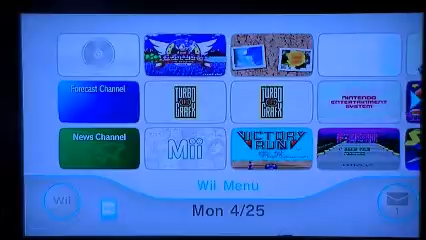 Forecast Channel
TURBO
GRAFX
TURBO
GRAFX
NINTENDO
ENTERTAINMENT
SYSTEM
News Channel
Mii
VICTORY
RUN
Wii Menu
Wii
Mon 4/25
1